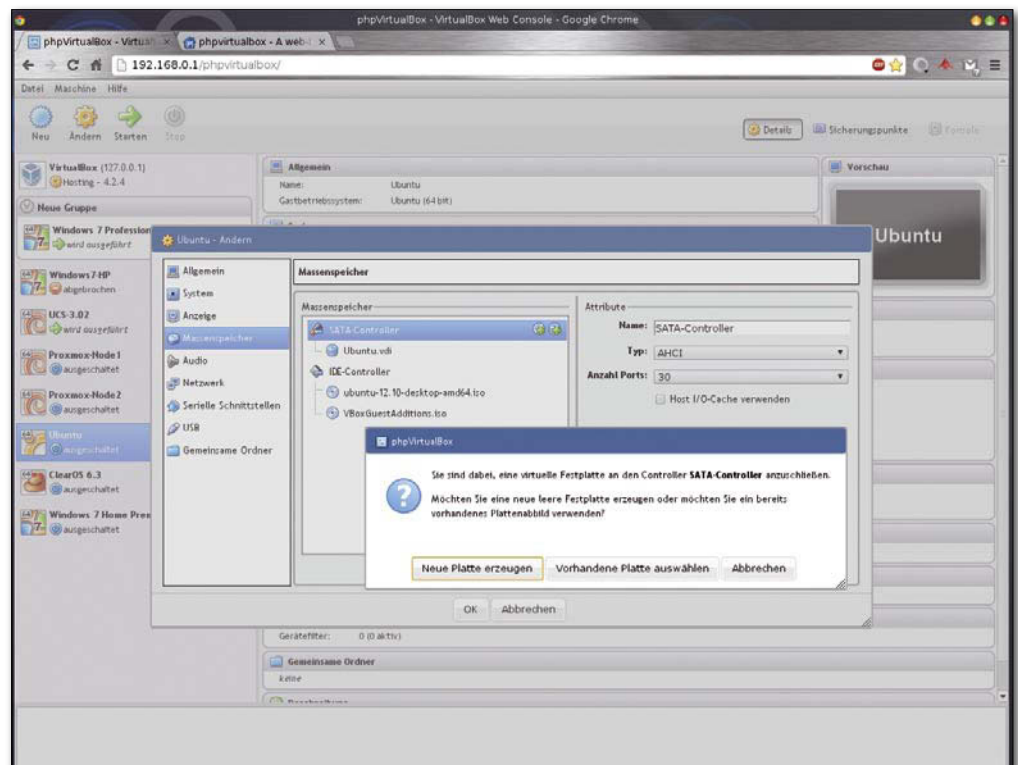 phpVirtualBox - VirtualBox Web Console - Google Chrome
phpVirtualBox - Virtual
phpvirtualbox - A web-
192.168.0.1/phpvirtualbox/
Datei Maschine Hilfe
Neu Ändern Starten Stop
Details Sicherungspunkte
VirtualBox (127.0.0.1)
Hosting - 4.2.4
Neue Gruppe
Windows 7 Profession
wird ausgeführt
Windows7-HP
abgebrochen
UCS-3.02
wird ausgeführt
Proxmox-Node1
ausgeschaltet
Proxmox-Node2
ausgeschaltet
Ubuntu
ausgeschaltet
ClearOS 6.3
ausgeschaltet
Windows 7 Home Prem
ausgeschaltet
Allgemein
Name: Ubuntu
Gastbetriebssystem: Ubuntu (64 bit)
Vorschau
Ubuntu
Ubuntu - Ändern
Allgemein
System
Anzeige
Massenspeicher
Audio
Netzwerk
Serielle Schnittstellen
USB
Gemeinsame Ordner
Massenspeicher
Massenspeicher
SATA-Controller
Ubuntu.vdi
IDE-Controller
ubuntu-12.10-desktop-amd64.iso
VBoxGuestAdditions.iso
Attribute
Name: SATA-Controller
Typ: AHCI
Anzahl Ports: 30
Host I/O-Cache verwenden
phpVirtualBox
Sie sind dabei, eine virtuelle Festplatte an den Controller SATA-Controller anzuschließen.
Möchten Sie eine neue leere Festplatte erzeugen oder möchten Sie ein bereits
vorhandenes Plattenabbild verwenden?
Neue Platte erzeugen Vorhandene Platte auswählen Abbrechen
OK Abbrechen
Gerätefilter: 0 (0 aktiv)
Gemeinsame Ordner
keine